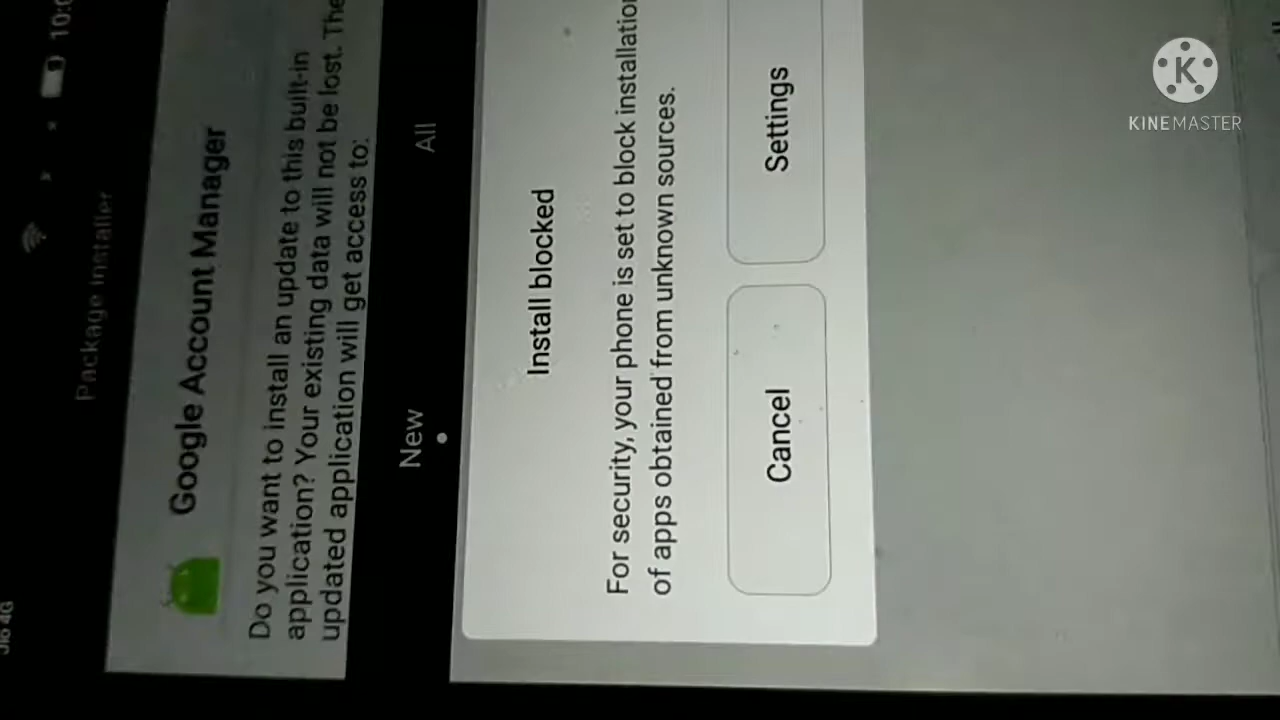 Jio 4G
Package installer
Google Account Manager
Do you want to install an update to this built-in
application? Your existing data will not be lost. The
updated application will get access to:
New
All
Install blocked
For security, your phone is set to block installation
of apps obtained from unknown sources.
Cancel
Settings
KINEMASTER